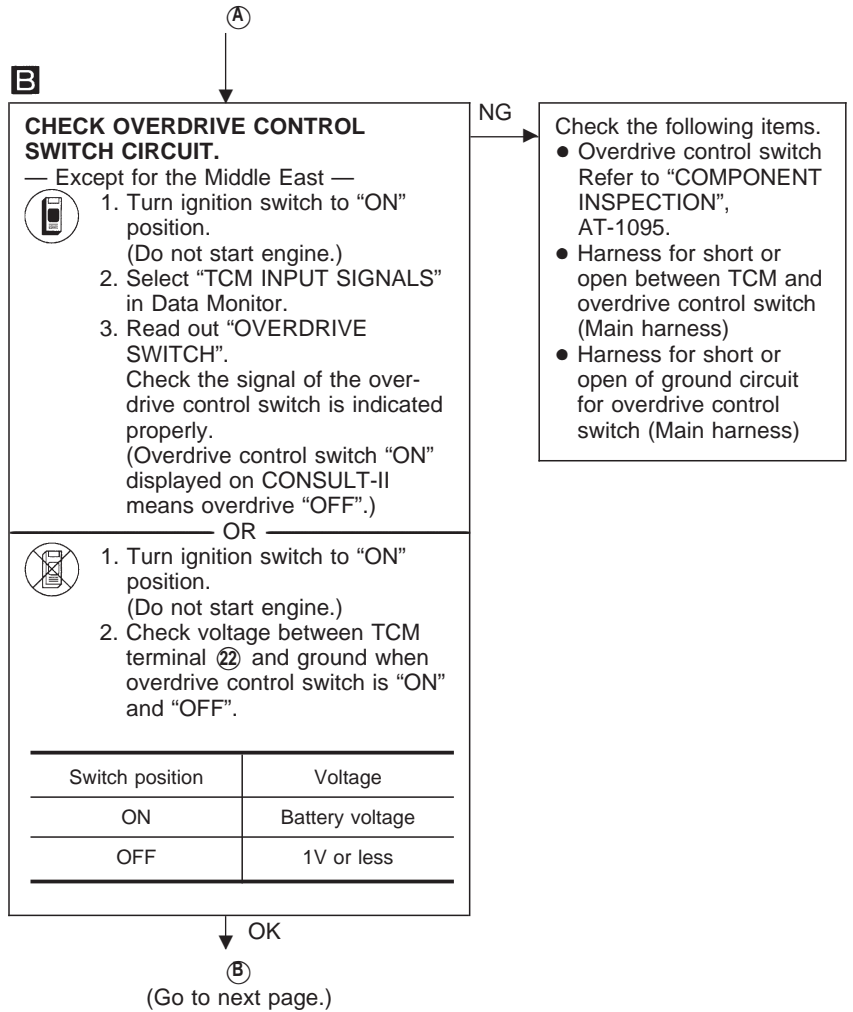 A
B
CHECK OVERDRIVE CONTROL
SWITCH CIRCUIT.
— Except for the Middle East —
1. Turn ignition switch to “ON”
position.
(Do not start engine.)
2. Select “TCM INPUT SIGNALS”
in Data Monitor.
3. Read out “OVERDRIVE
SWITCH”.
Check the signal of the over-
drive control switch is indicated
properly.
(Overdrive control switch “ON”
displayed on CONSULT-II
means overdrive “OFF”.)
OR
1. Turn ignition switch to “ON”
position.
(Do not start engine.)
2. Check voltage between TCM
terminal 22 and ground when
overdrive control switch is “ON”
and “OFF”.
Switch position Voltage
ON Battery voltage
OFF 1V or less
OK
B
(Go to next page.)
NG
Check the following items.
● Overdrive control switch
Refer to “COMPONENT
INSPECTION”,
AT-1095.
● Harness for short or
open between TCM and
overdrive control switch
(Main harness)
● Harness for short or
open of ground circuit
for overdrive control
switch (Main harness)